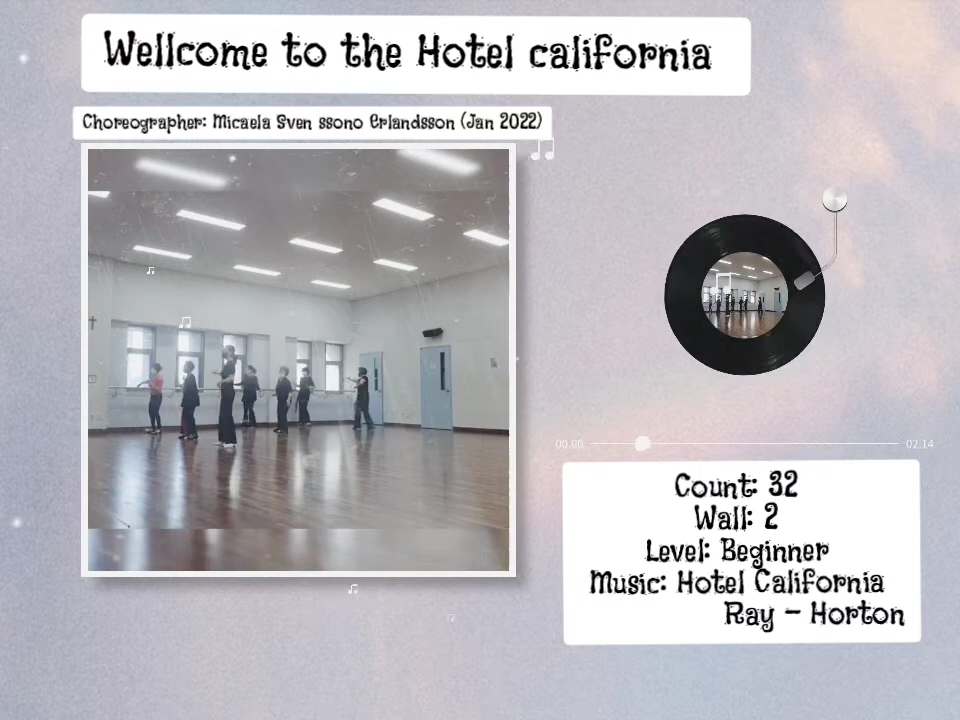 Wellcome to the Hotel california
Choreographer: Micaela Sven ssono Erlandsson (Jan 2022)
00.00
02.14
Count: 32
Wall: 2
Level: Beginner
Music: Hotel California
Ray - Horton